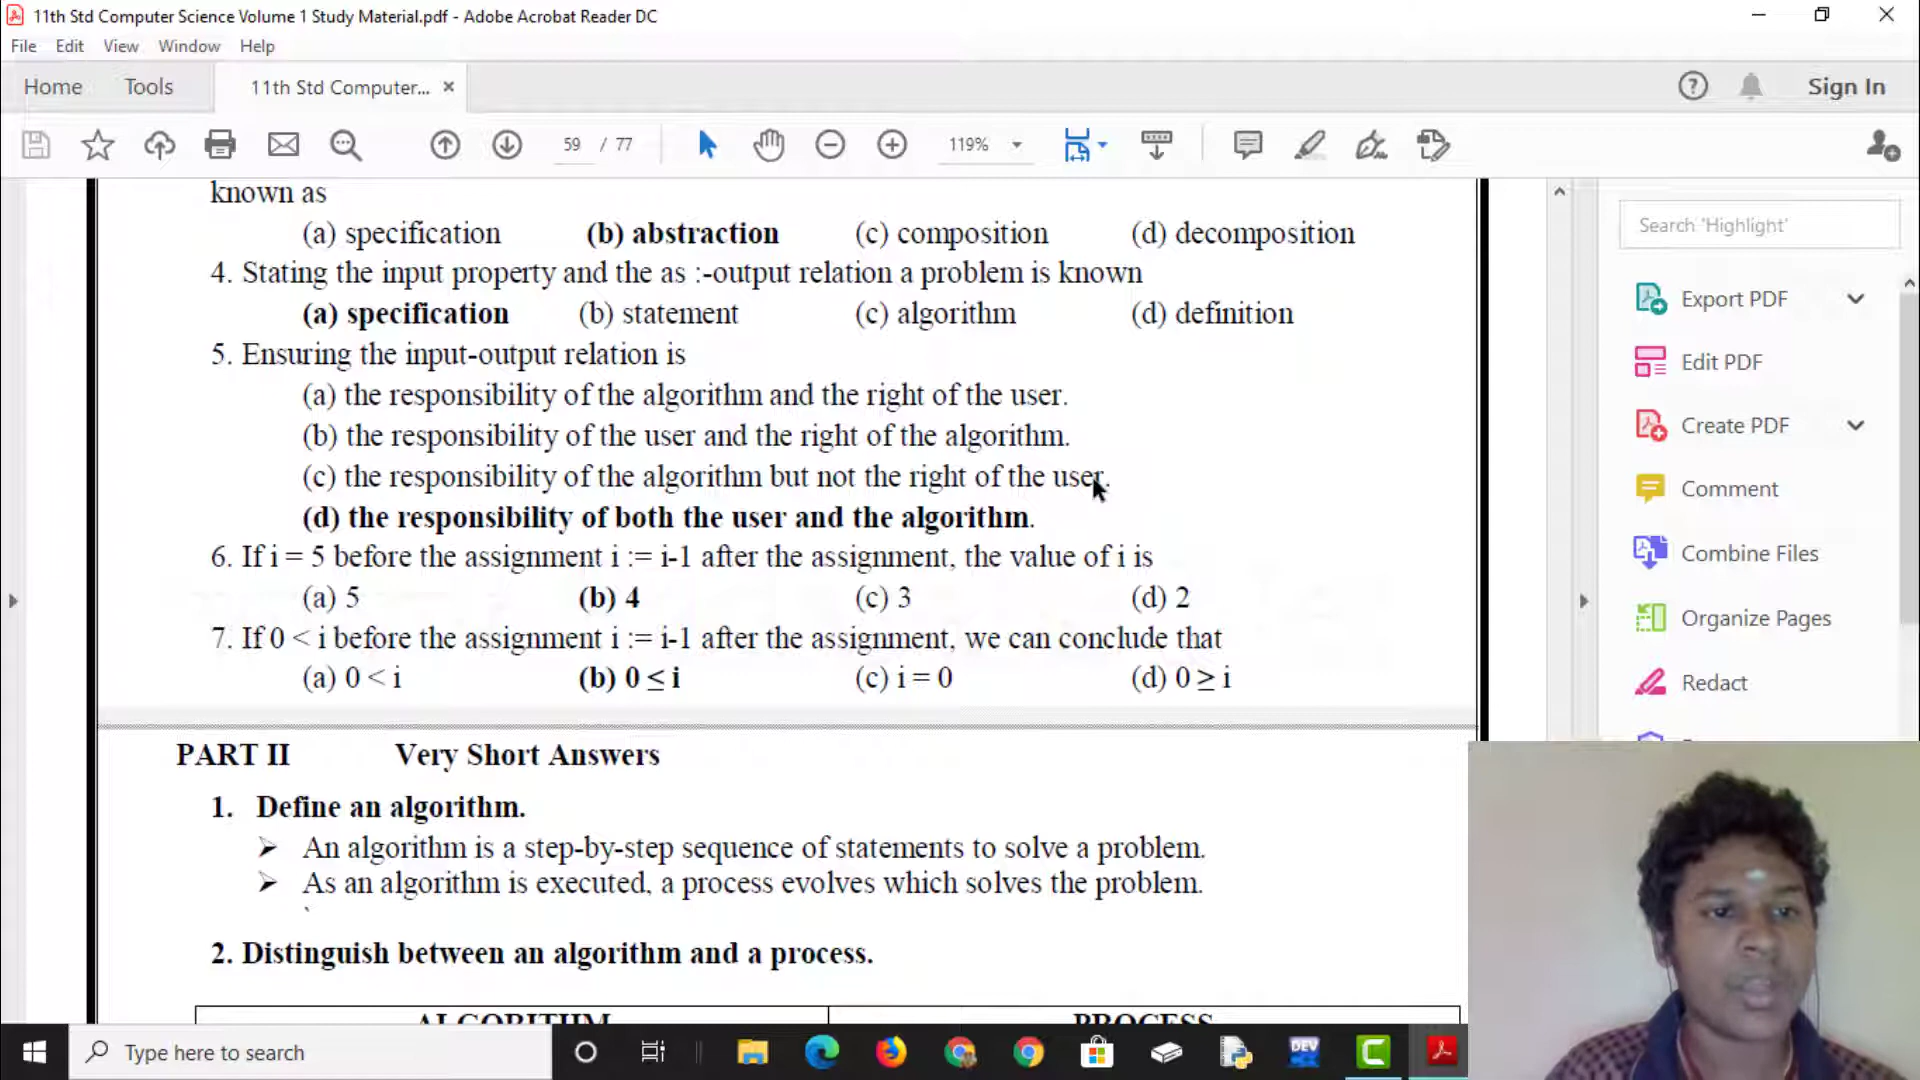 11th Std Computer Science Volume 1 Study Material.pdf - Adobe Acrobat Reader DC
File Edit View Window Help
Home Tools 11th Std Computer... × Sign In
59 / 77 119%
known as
(a) specification (b) abstraction (c) composition (d) decomposition
4. Stating the input property and the as :-output relation a problem is known
(a) specification (b) statement (c) algorithm (d) definition
5. Ensuring the input-output relation is
(a) the responsibility of the algorithm and the right of the user.
(b) the responsibility of the user and the right of the algorithm.
(c) the responsibility of the algorithm but not the right of the user.
(d) the responsibility of both the user and the algorithm.
6. If i = 5 before the assignment i := i-1 after the assignment, the value of i is
(a) 5 (b) 4 (c) 3 (d) 2
7. If 0 < i before the assignment i := i-1 after the assignment, we can conclude that
(a) 0 < i (b) 0 ≤ i (c) i = 0 (d) 0 ≥ i
PART II Very Short Answers
1. Define an algorithm.
➢ An algorithm is a step-by-step sequence of statements to solve a problem.
➢ As an algorithm is executed, a process evolves which solves the problem.
2. Distinguish between an algorithm and a process.
ALGORITHM PROCESS
Search 'Highlight'
Export PDF
Edit PDF
Create PDF
Comment
Combine Files
Organize Pages
Redact
Type here to search
DEV